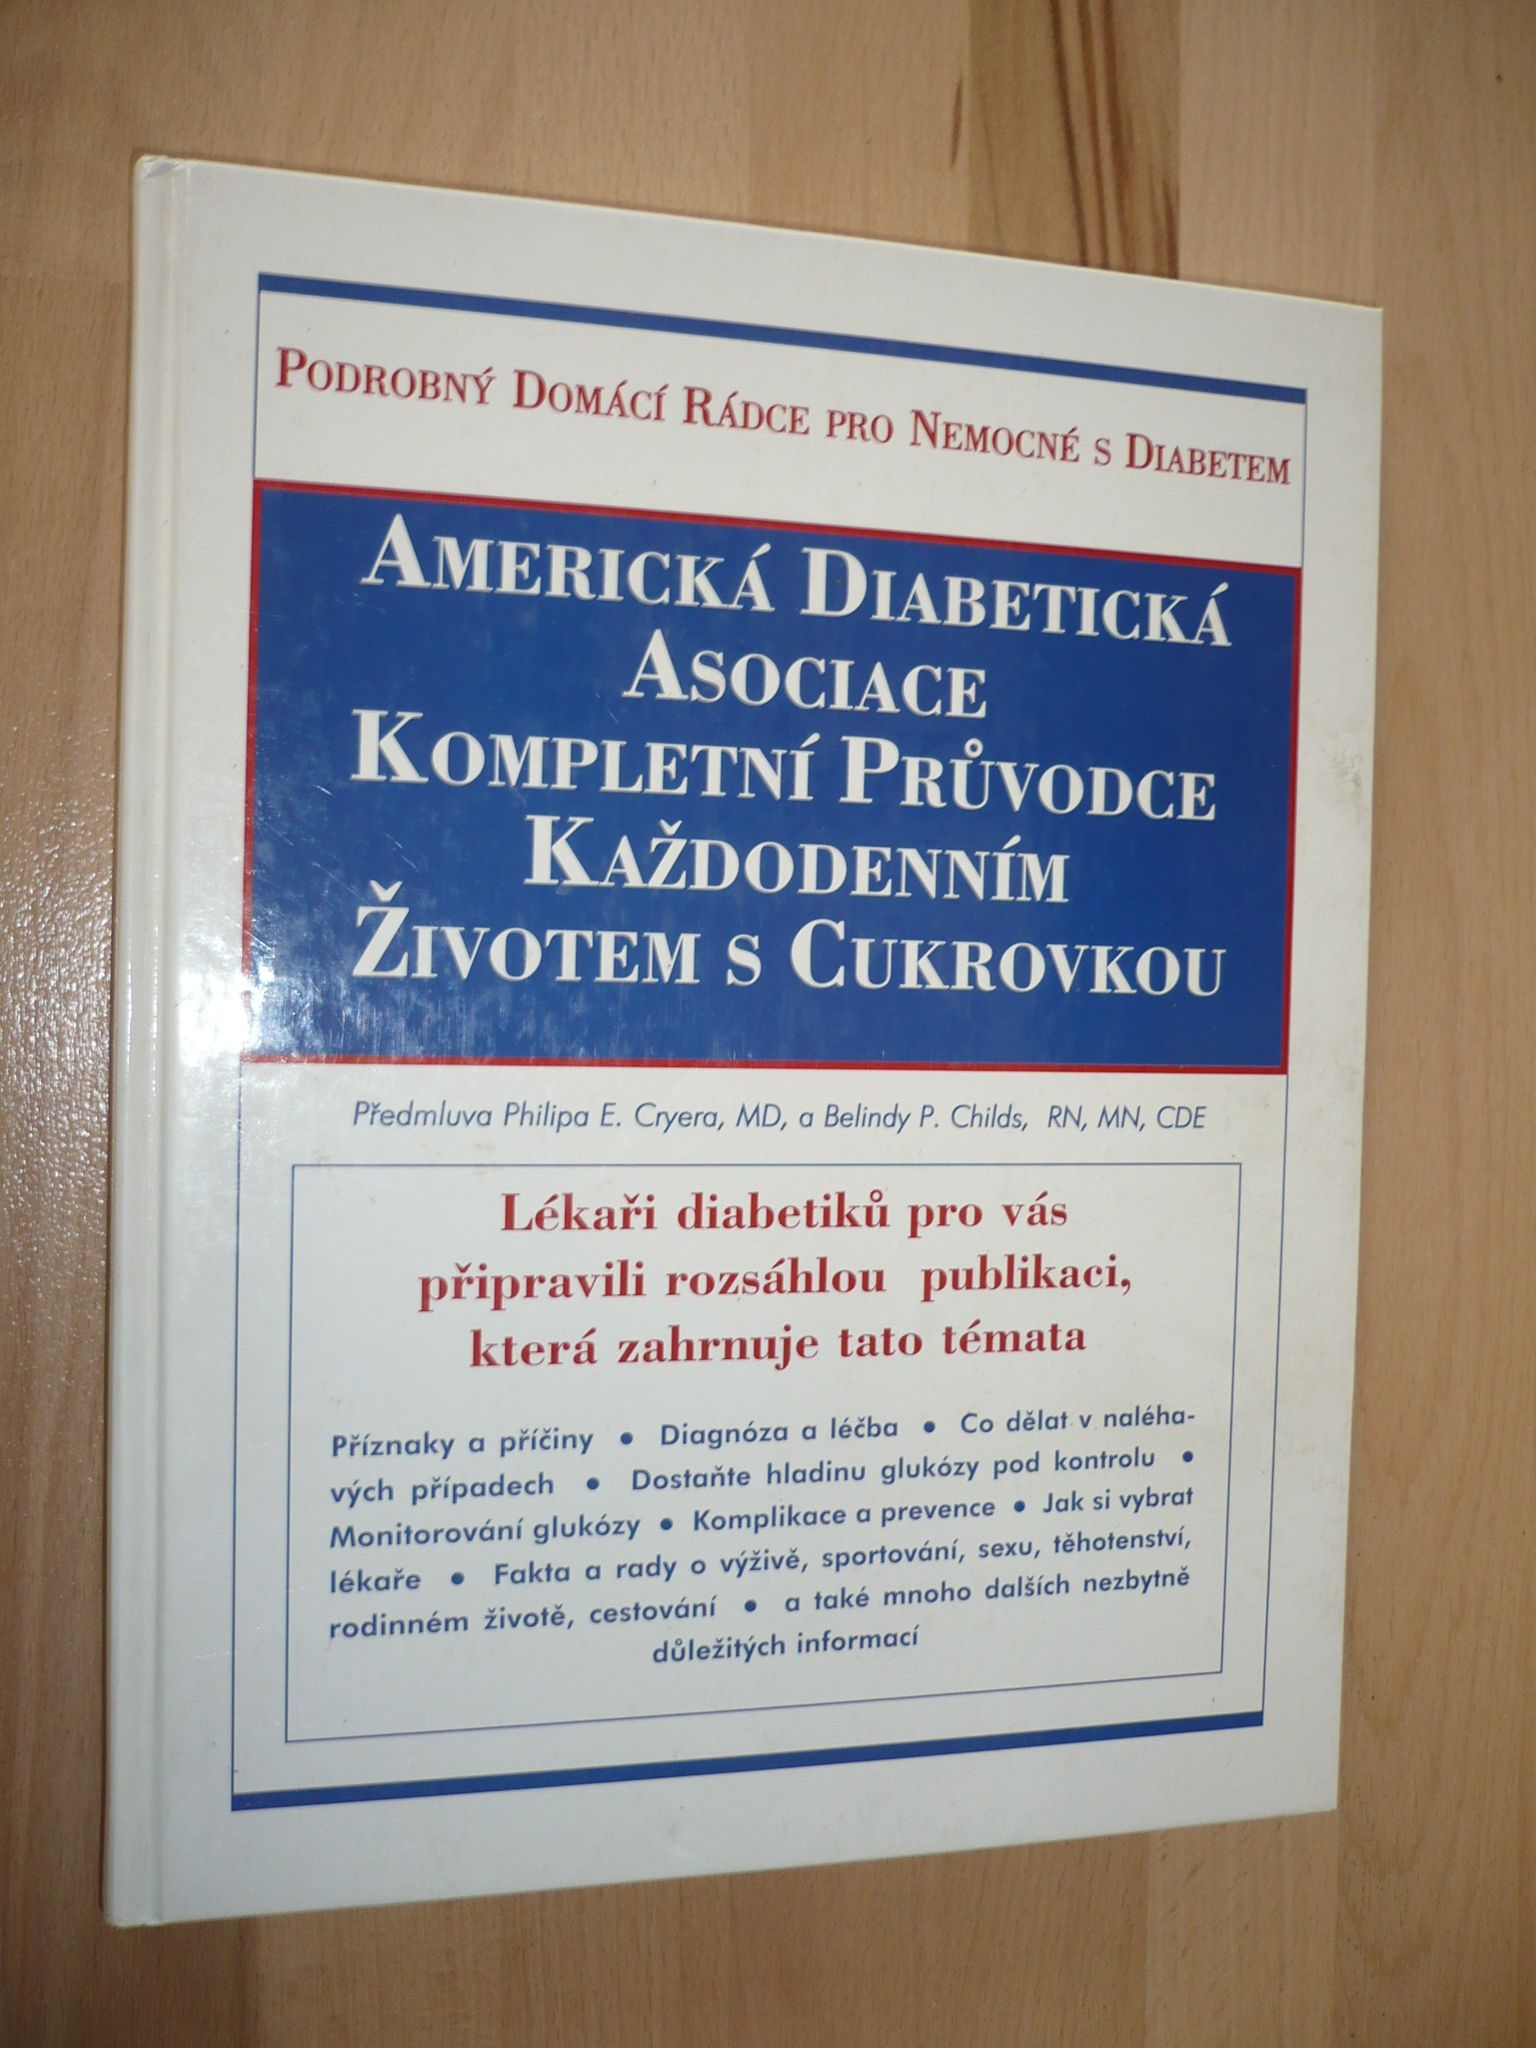 Podrobný Domácí Rádce pro Nemocné s Diabetem
Americká Diabetická
Asociace
Kompletní Průvodce
Každodenním
Životem s Cukrovkou
Předmluva Philipa E. Cryera, MD, a Belindy P. Childs, RN, MN, CDE
Lékaři diabetiků pro vás
připravili rozsáhlou publikaci,
která zahrnuje tato témata
Příznaky a příčiny • Diagnóza a léčba • Co dělat v naléha-
vých případech • Dostaňte hladinu glukózy pod kontrolu •
Monitorování glukózy • Komplikace a prevence • Jak si vybrat
lékaře • Fakta a rady o výživě, sportování, sexu, těhotenství,
rodinném životě, cestování • a také mnoho dalších nezbytně
důležitých informací